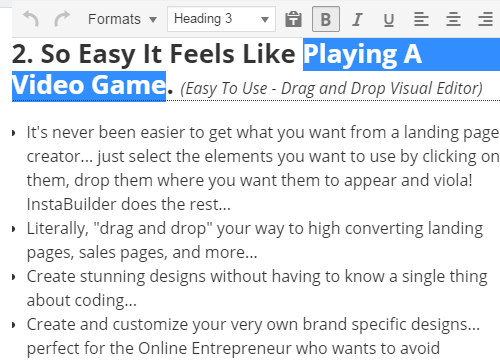 Formats Heading 3 B I U
2. So Easy It Feels Like Playing A
Video Game. (Easy To Use - Drag and Drop Visual Editor)
It's never been easier to get what you want from a landing page
creator... just select the elements you want to use by clicking on
them, drop them where you want them to appear and viola!
InstaBuilder does the rest...
Literally, "drag and drop" your way to high converting landing
pages, sales pages, and more...
Create stunning designs without having to know a single thing
about coding...
Create and customize your very own brand specific designs...
perfect for the Online Entrepreneur who wants to avoid